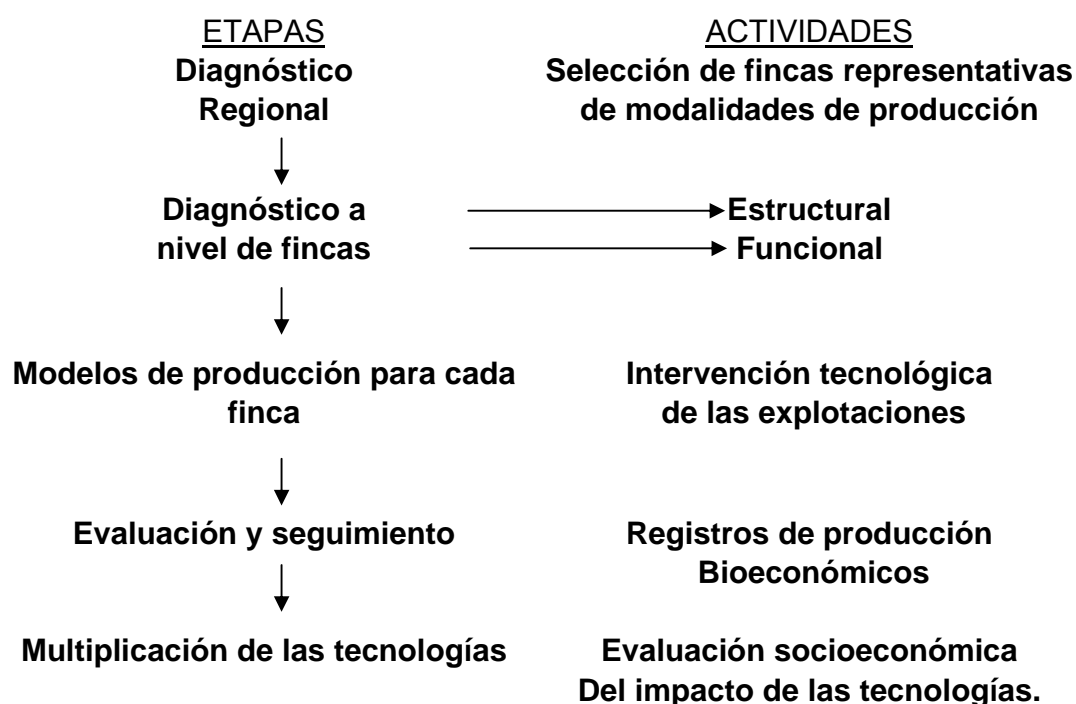 ETAPAS
ACTIVIDADES
Diagnóstico
Regional
Selección de fincas representativas
de modalidades de producción
Diagnóstico a
nivel de fincas
Estructural
Funcional
Modelos de producción para cada
finca
Intervención tecnológica
de las explotaciones
Evaluación y seguimiento
Registros de producción
Bioeconómicos
Multiplicación de las tecnologías
Evaluación socioeconómica
Del impacto de las tecnologías.